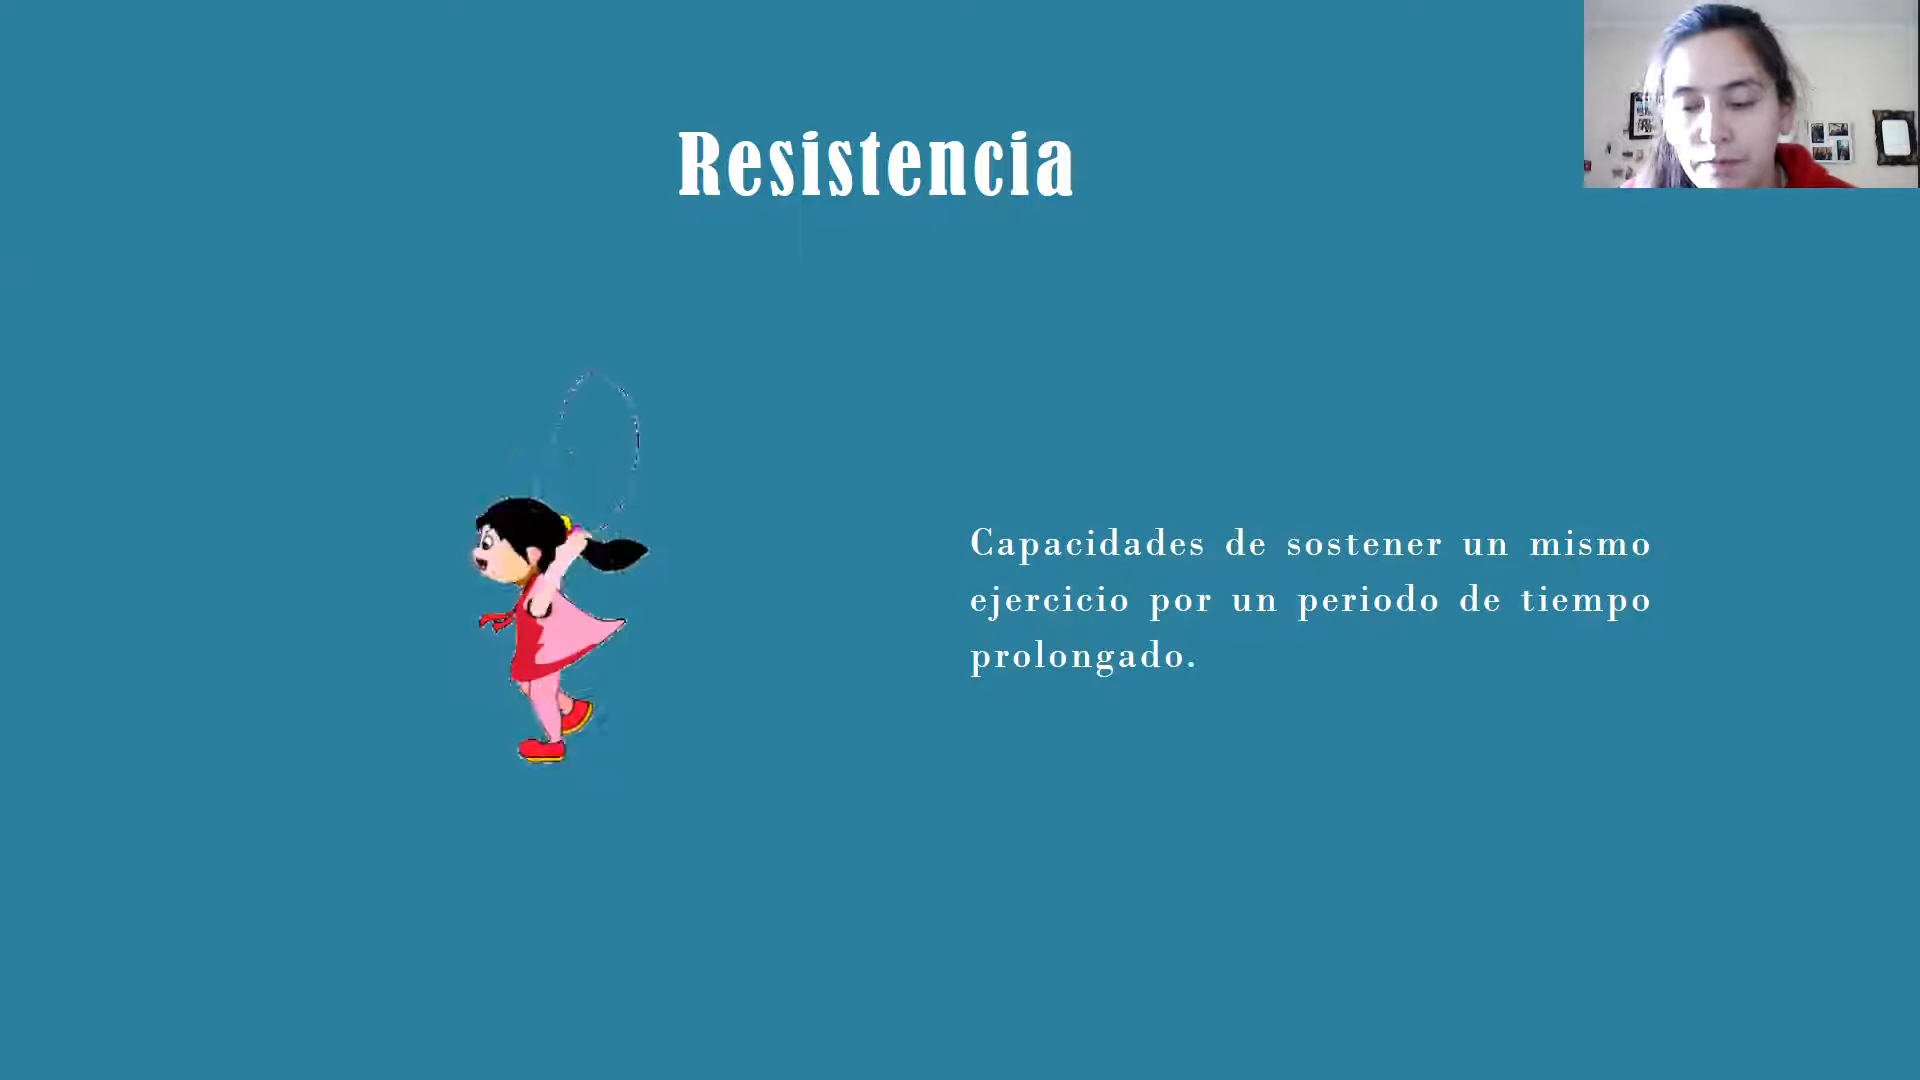 Resistencia
Capacidades de sostener un mismo
ejercicio por un periodo de tiempo
prolongado.